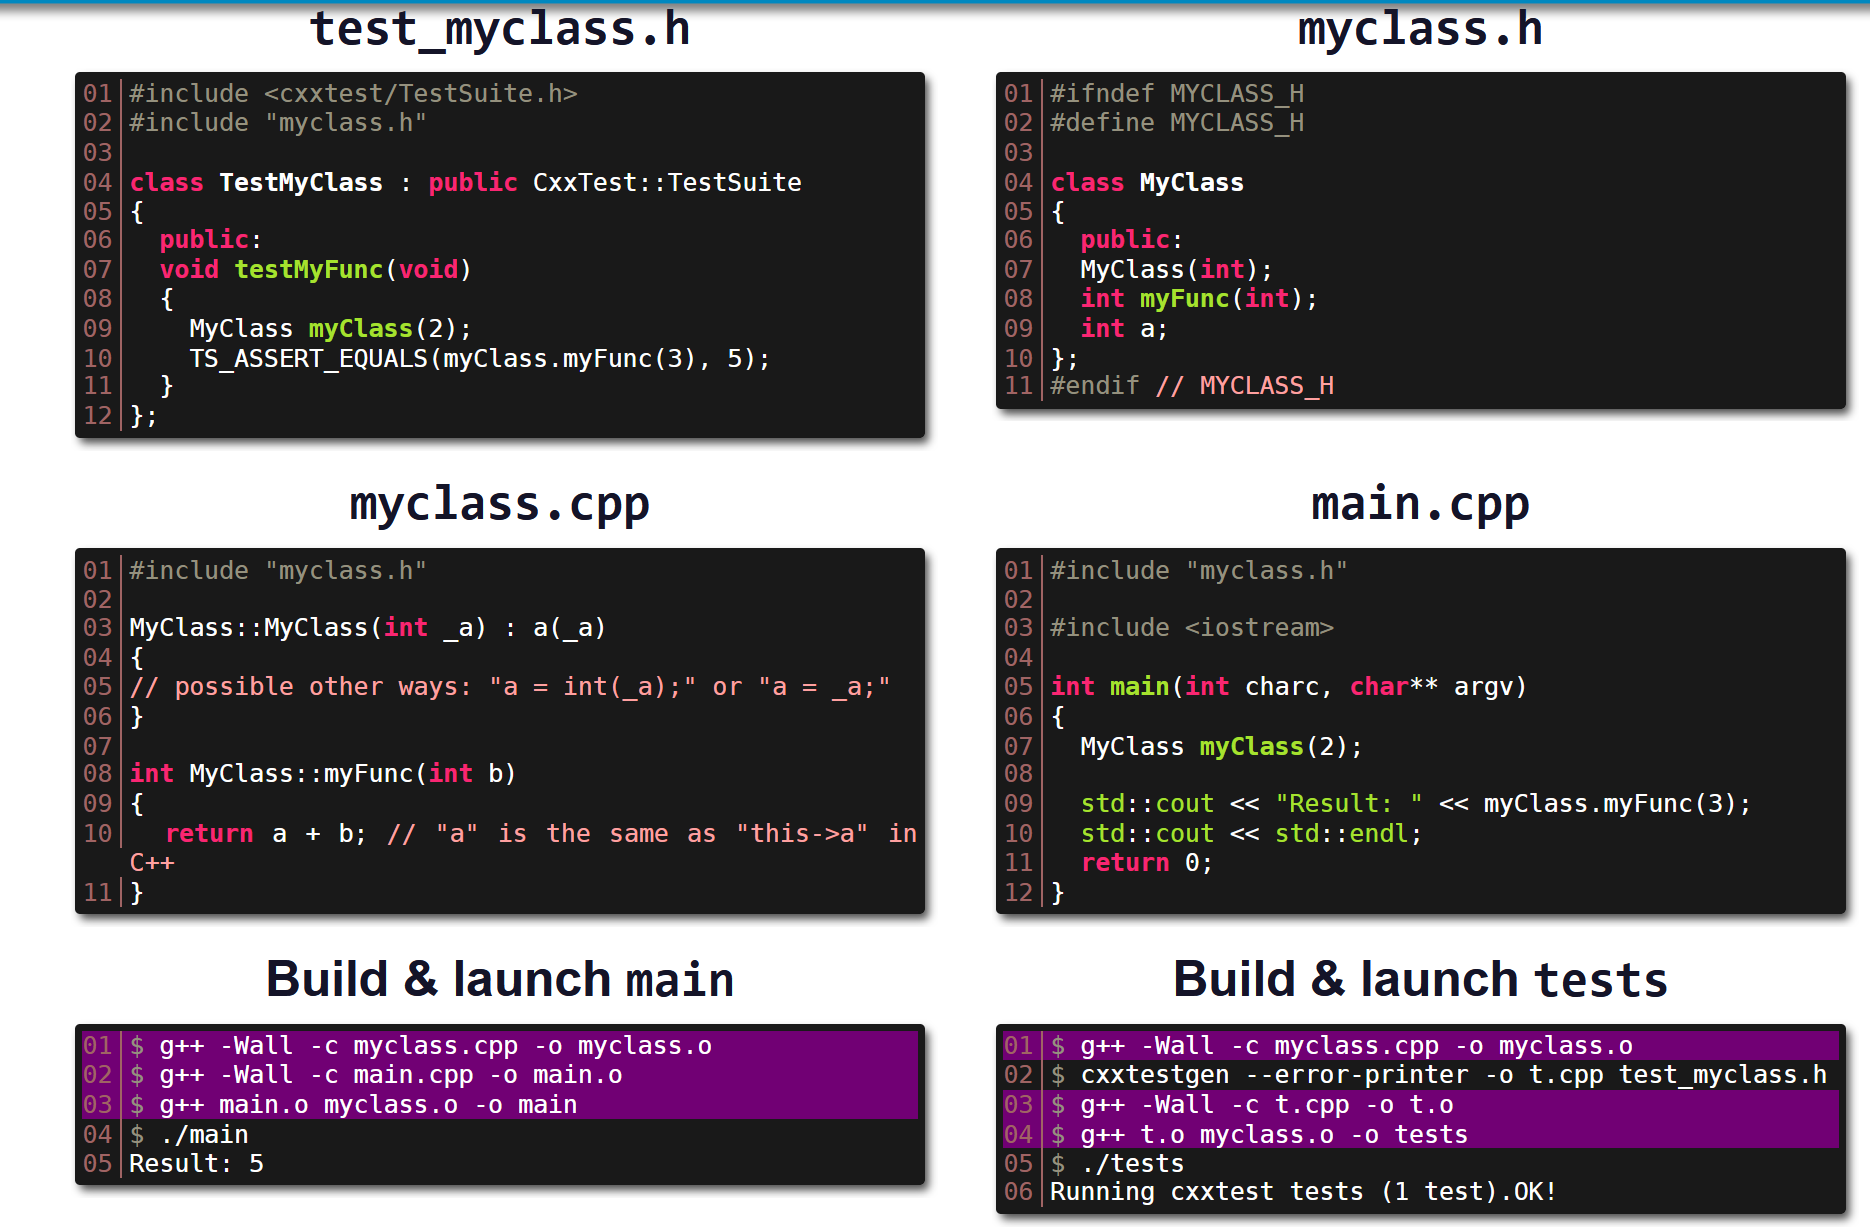 test_myclass.h
01 #include <cxxtest/TestSuite.h>
02 #include "myclass.h"
03
04 class TestMyClass : public CxxTest::TestSuite
05 {
06   public:
07   void testMyFunc(void)
08   {
09     MyClass myClass(2);
10     TS_ASSERT_EQUALS(myClass.myFunc(3), 5);
11   }
12 };
myclass.h
01 #ifndef MYCLASS_H
02 #define MYCLASS_H
03
04 class MyClass
05 {
06   public:
07   MyClass(int);
08   int myFunc(int);
09   int a;
10 };
11 #endif // MYCLASS_H
myclass.cpp
01 #include "myclass.h"
02
03 MyClass::MyClass(int _a) : a(_a)
04 {
05 // possible other ways: "a = int(_a);" or "a = _a;"
06 }
07
08 int MyClass::myFunc(int b)
09 {
10   return a + b; // "a" is the same as "this->a" in
C++
11 }
main.cpp
01 #include "myclass.h"
02
03 #include <iostream>
04
05 int main(int charc, char** argv)
06 {
07   MyClass myClass(2);
08
09   std::cout << "Result: " << myClass.myFunc(3);
10   std::cout << std::endl;
11   return 0;
12 }
Build & launch main
01 $ g++ -Wall -c myclass.cpp -o myclass.o
02 $ g++ -Wall -c main.cpp -o main.o
03 $ g++ main.o myclass.o -o main
04 $ ./main
05 Result: 5
Build & launch tests
01 $ g++ -Wall -c myclass.cpp -o myclass.o
02 $ cxxtestgen --error-printer -o t.cpp test_myclass.h
03 $ g++ -Wall -c t.cpp -o t.o
04 $ g++ t.o myclass.o -o tests
05 $ ./tests
06 Running cxxtest tests (1 test).OK!